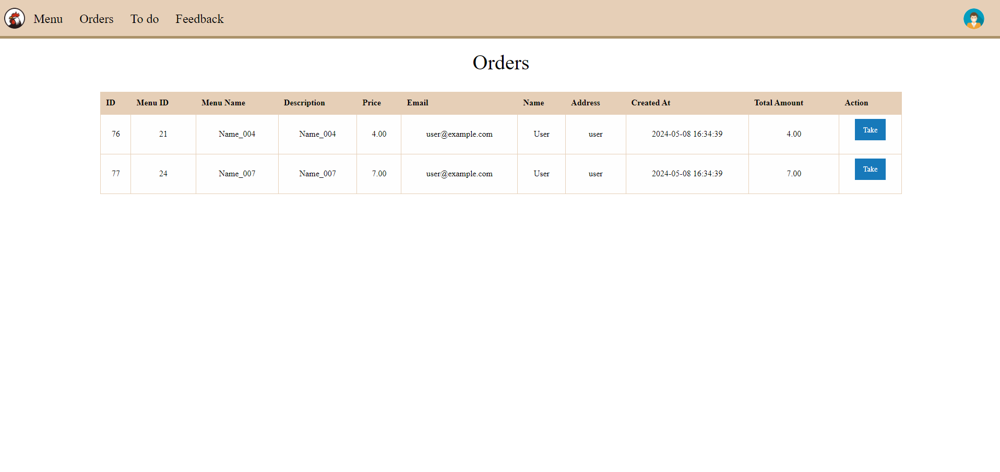 Menu Orders To do Feedback
Orders
ID Menu ID Menu Name Description Price Email Name Address Created At Total Amount Action
76 21 Name_004 Name_004 4.00 user@example.com User user 2024-05-08 16:34:39 4.00 Take
77 24 Name_007 Name_007 7.00 user@example.com User user 2024-05-08 16:34:39 7.00 Take